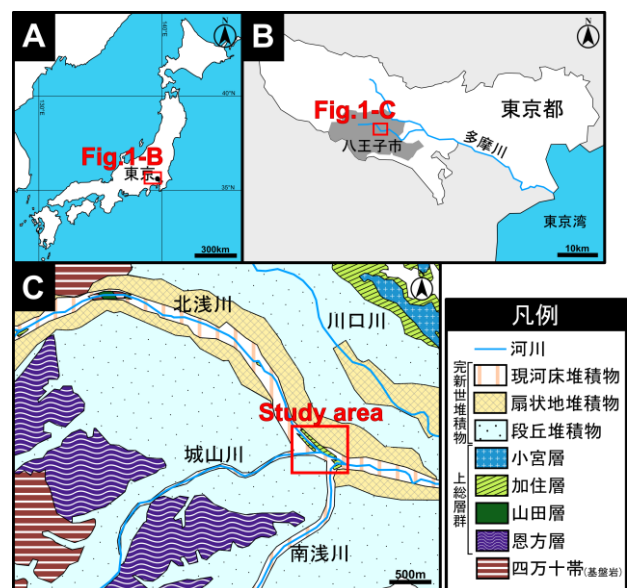 A
N
130°E
140°E
40°N
35°N
Fig.1-B
東京
300km
B
N
Fig.1-C
東京都
八王子市
多摩川
東京湾
10km
C
N
北浅川
川口川
Study area
城山川
南浅川
500m
凡例
河川
完新世堆積物
現河床堆積物
扇状地堆積物
段丘堆積物
上総層群
小宮層
加住層
山田層
恩方層
四万十帯(基盤岩)